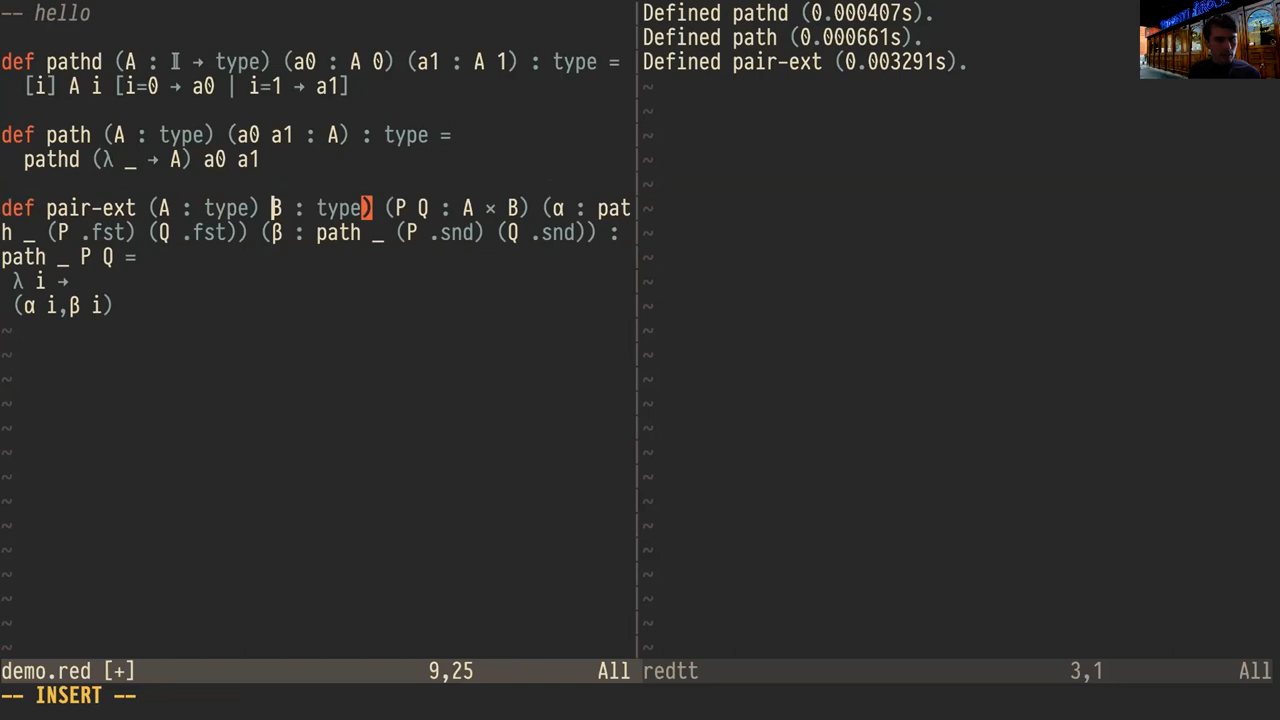 -- hello
def pathd (A : 𝕀 → type) (a0 : A 0) (a1 : A 1) : type =
[i] A i [i=0 → a0 | i=1 → a1]
def path (A : type) (a0 a1 : A) : type =
pathd (λ _ → A) a0 a1
def pair-ext (A : type) B : type) (P Q : A × B) (α : pat
h _ (P .fst) (Q .fst)) (β : path _ (P .snd) (Q .snd)) :
path _ P Q =
λ i →
(α i,β i)
demo.red [+] 9,25 All
-- INSERT --
Defined pathd (0.000407s).
Defined path (0.000661s).
Defined pair-ext (0.003291s).
redtt 3,1 All